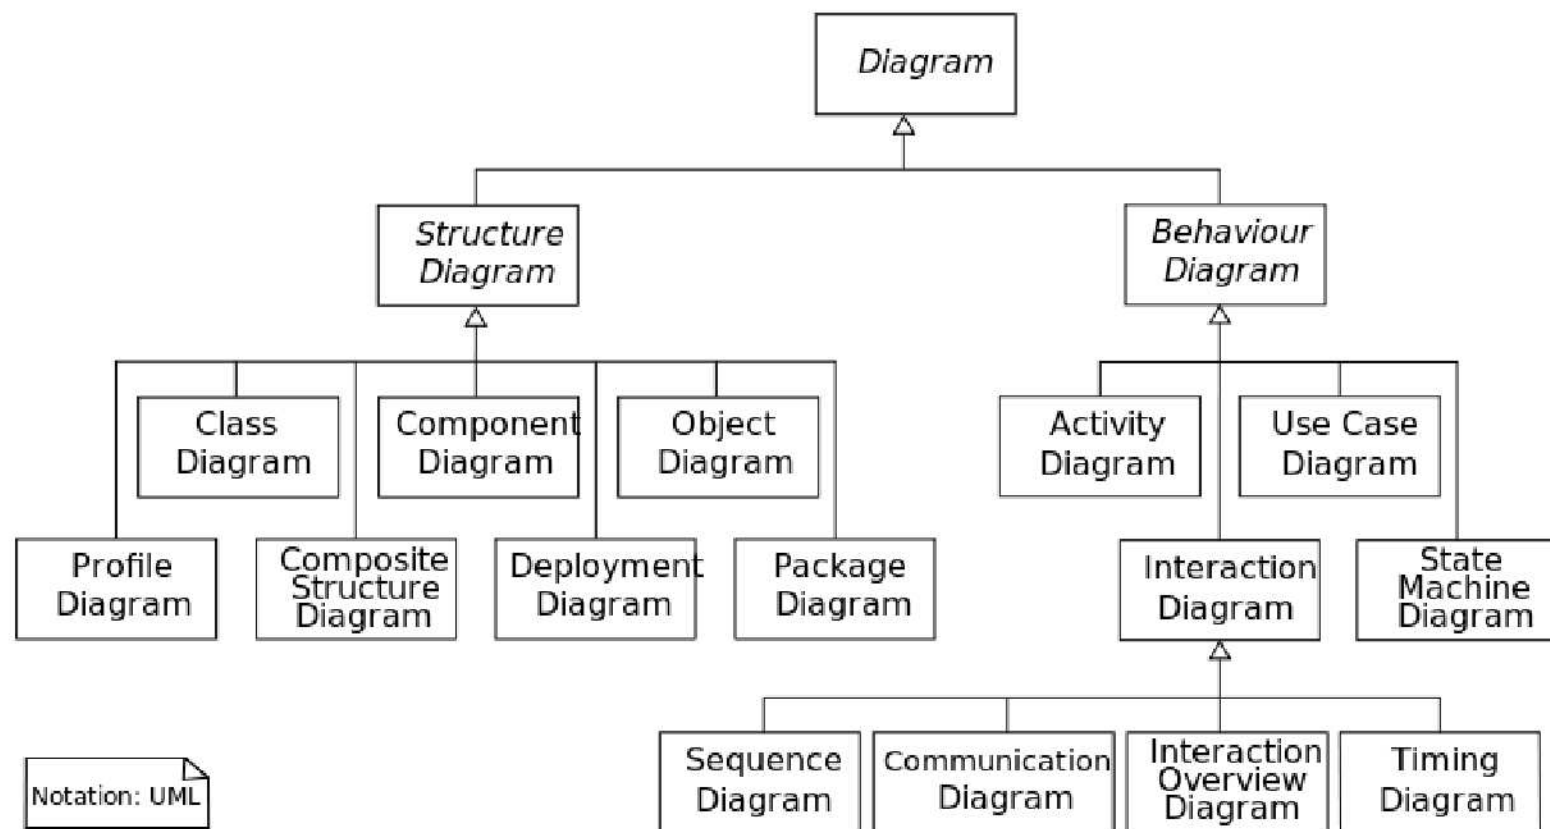 Diagram
Structure
Diagram
Behaviour
Diagram
Class
Diagram
Component
Diagram
Object
Diagram
Activity
Diagram
Use Case
Diagram
Profile
Diagram
Composite
Structure
Diagram
Deployment
Diagram
Package
Diagram
Interaction
Diagram
State
Machine
Diagram
Sequence
Diagram
Communication
Diagram
Interaction
Overview
Diagram
Timing
Diagram
Notation: UML